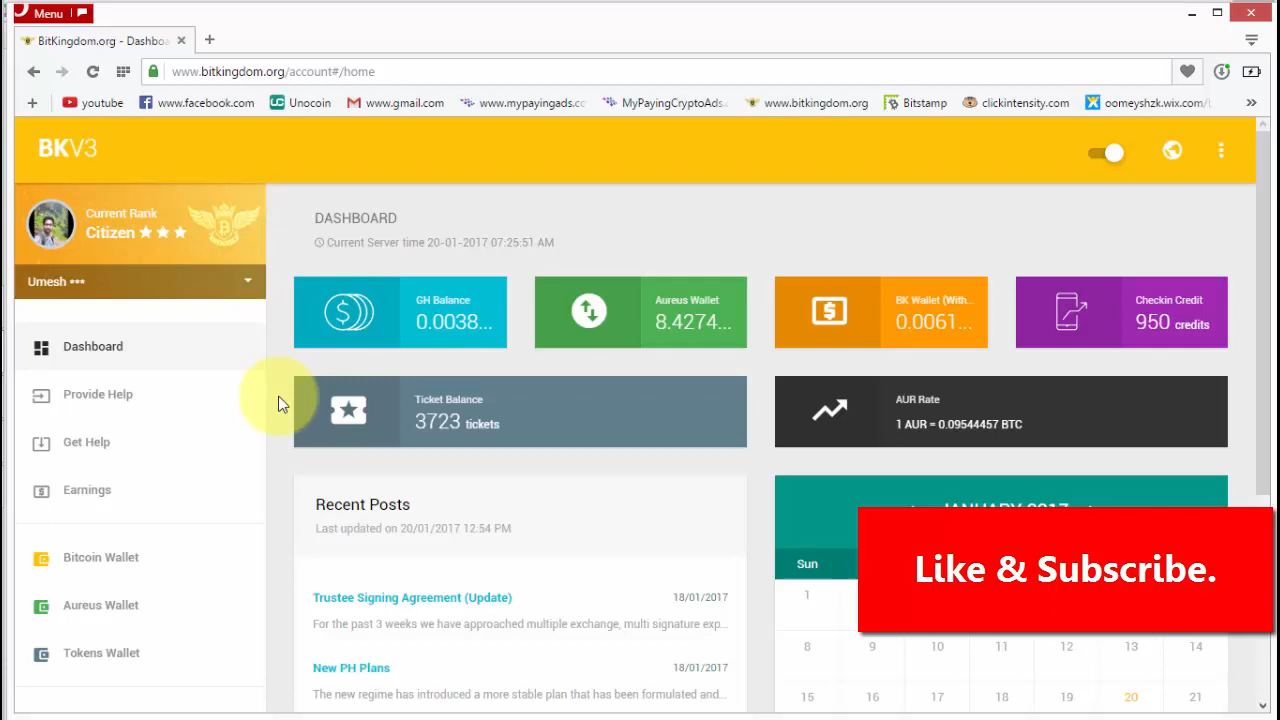 Menu
BitKingdom.org - Dashboa
www.bitkingdom.org/account#/home
youtube
www.facebook.com
Unocoin
www.gmail.com
www.mypayingads.co
MyPayingCryptoAds.
www.bitkingdom.org
Bitstamp
clickintensity.com
oomeyshzk.wix.com/t
BKV3
Current Rank
Citizen
Umesh ***
Dashboard
Provide Help
Get Help
Earnings
Bitcoin Wallet
Aureus Wallet
Tokens Wallet
DASHBOARD
Current Server time 20-01-2017 07:25:51 AM
GH Balance
0.0038...
Aureus Wallet
8.4274...
BK Wallet (With...
0.0061...
Checkin Credit
950 credits
Ticket Balance
3723 tickets
AUR Rate
1 AUR = 0.09544457 BTC
Recent Posts
Last updated on 20/01/2017 12:54 PM
Trustee Signing Agreement (Update) 18/01/2017
For the past 3 weeks we have approached multiple exchange, multi signature exp...
New PH Plans 18/01/2017
The new regime has introduced a more stable plan that has been formulated and...
JANUARY 2017
Sun
1
8 9 10 11 12 13 14
15 16 17 18 19 20 21
Like & Subscribe.